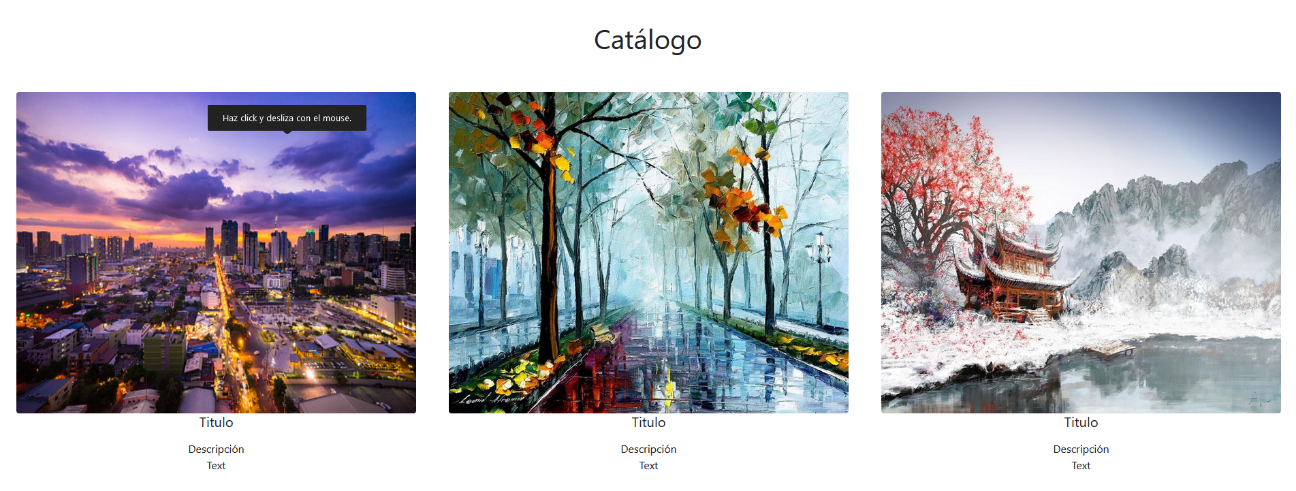 Catálogo
Haz click y desliza con el mouse.
Titulo
Descripción
Text
Titulo
Descripción
Text
Titulo
Descripción
Text